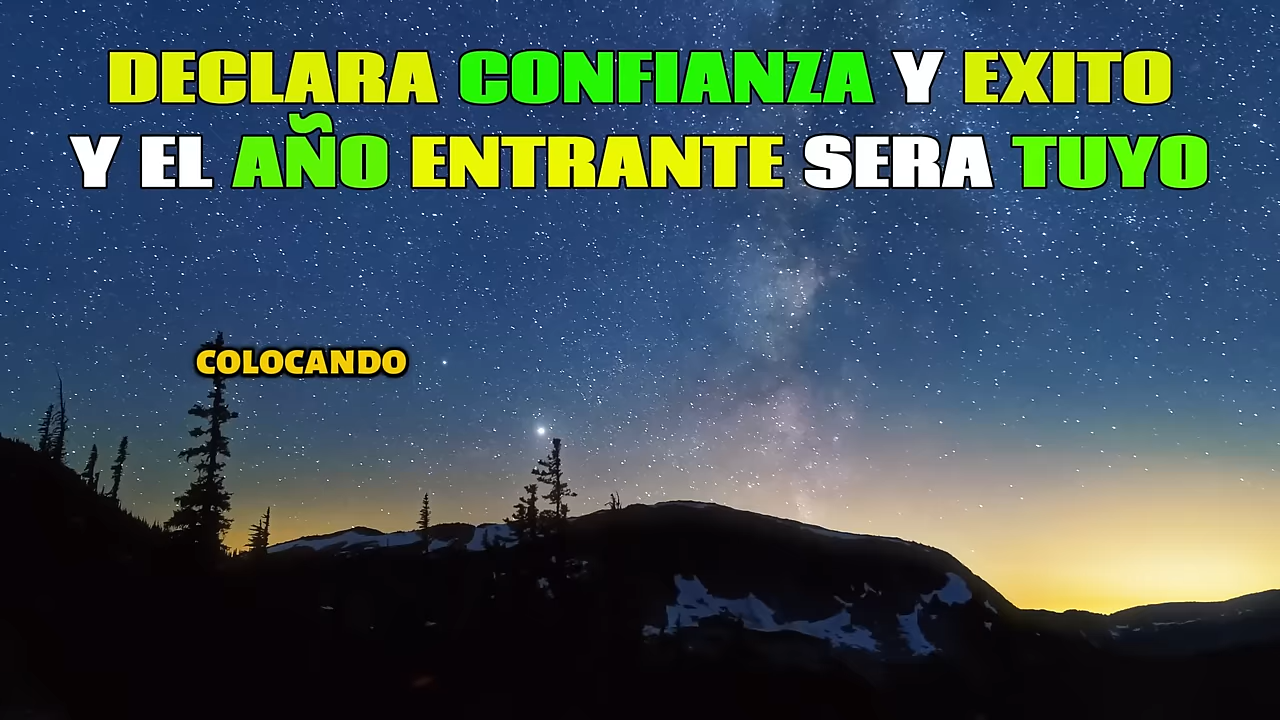 DECLARA CONFIANZA Y EXITO
Y EL AÑO ENTRANTE SERA TUYO
COLOCANDO